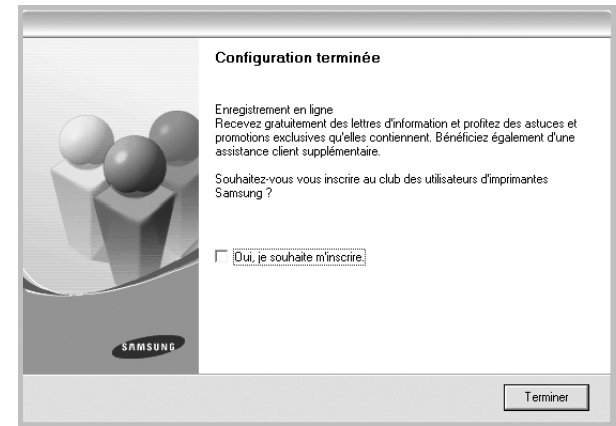 Configuration terminée
Enregistrement en ligne
Recevez gratuitement des lettres d'information et profitez des astuces et
promotions exclusives qu'elles contiennent. Bénéficiez également d'une
assistance client supplémentaire.
Souhaitez-vous vous inscrire au club des utilisateurs d'imprimantes
Samsung ?
Oui, je souhaite m'inscrire.
SAMSUNG
Terminer